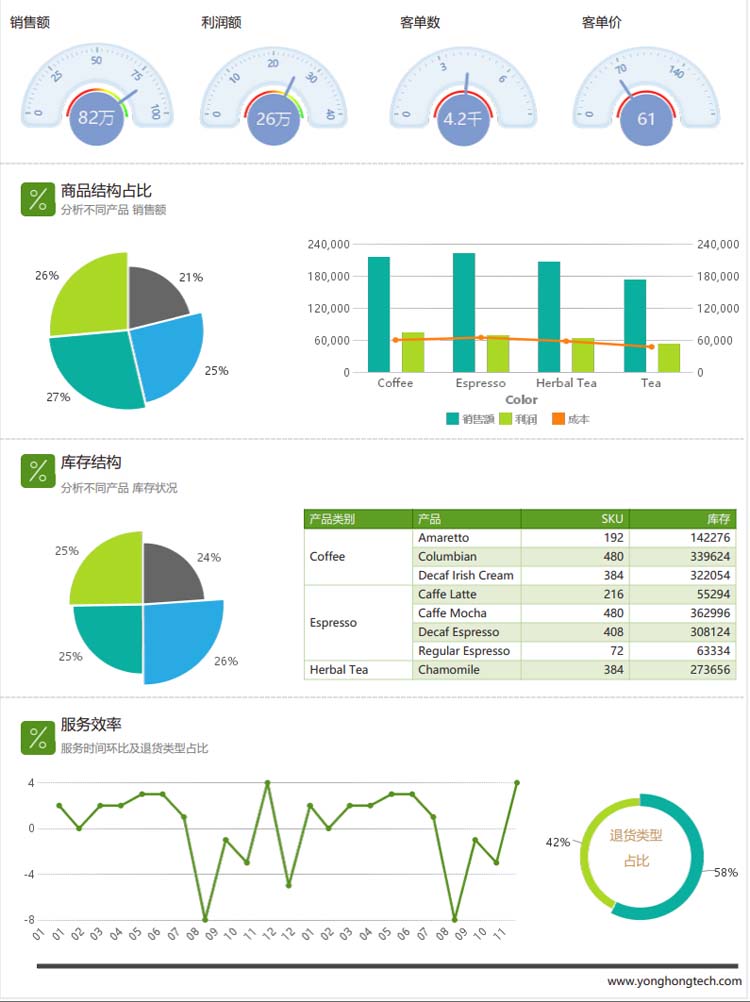 销售额 利润额 客单数 客单价
0 25 50 75 100 0 10 20 30 40 0 3 6 0 70 140
82万 26万 4.2千 61
商品结构占比
分析不同产品 销售额
26% 21% 25% 27%
240,000 240,000
180,000 180,000
120,000 120,000
60,000 60,000
0 0
Coffee Espresso Herbal Tea Tea
Color
销售额 利润 成本
库存结构
分析不同产品 库存状况
25% 24% 25% 26%
产品类别 产品 SKU 库存
Coffee Amaretto 192 142276
Columbian 480 339624
Decaf Irish Cream 384 322054
Espresso Caffe Latte 216 55294
Caffe Mocha 480 362996
Decaf Espresso 408 308124
Regular Espresso 72 63334
Herbal Tea Chamomile 384 273656
服务效率
服务时间环比及退货类型占比
4
0
-4
-8
01 01 02 03 04 05 06 07 08 09 10 11 12 12 01 02 03 04 05 06 07 08 09 10 11
退货类型
占比
42% 58%
www.yonghongtech.com